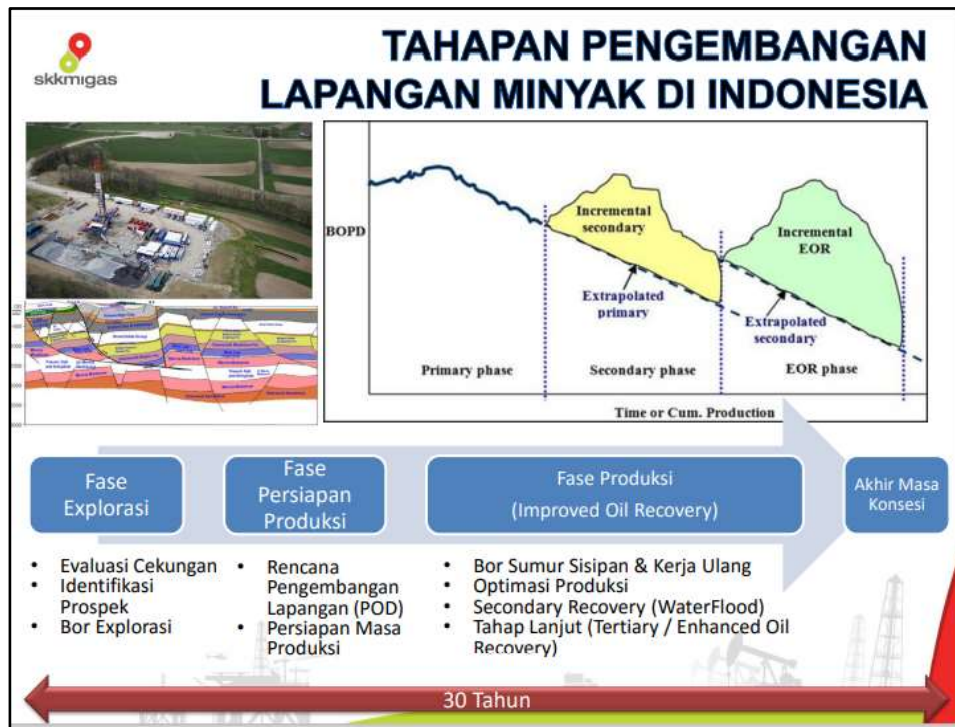 skkmigas
TAHAPAN PENGEMBANGAN
LAPANGAN MINYAK DI INDONESIA
BOPD
Incremental
secondary
Incremental
EOR
Extrapolated
primary
Extrapolated
secondary
Primary phase
Secondary phase
EOR phase
Time or Cum. Production
Fase
Explorasi
Fase
Persiapan
Produksi
Fase Produksi
(Improved Oil Recovery)
Akhir Masa
Konsesi
• Evaluasi Cekungan
• Identifikasi
Prospek
• Bor Explorasi
• Rencana
Pengembangan
Lapangan (POD)
• Persiapan Masa
Produksi
• Bor Sumur Sisipan & Kerja Ulang
• Optimasi Produksi
• Secondary Recovery (WaterFlood)
• Tahap Lanjut (Tertiary / Enhanced Oil
Recovery)
30 Tahun